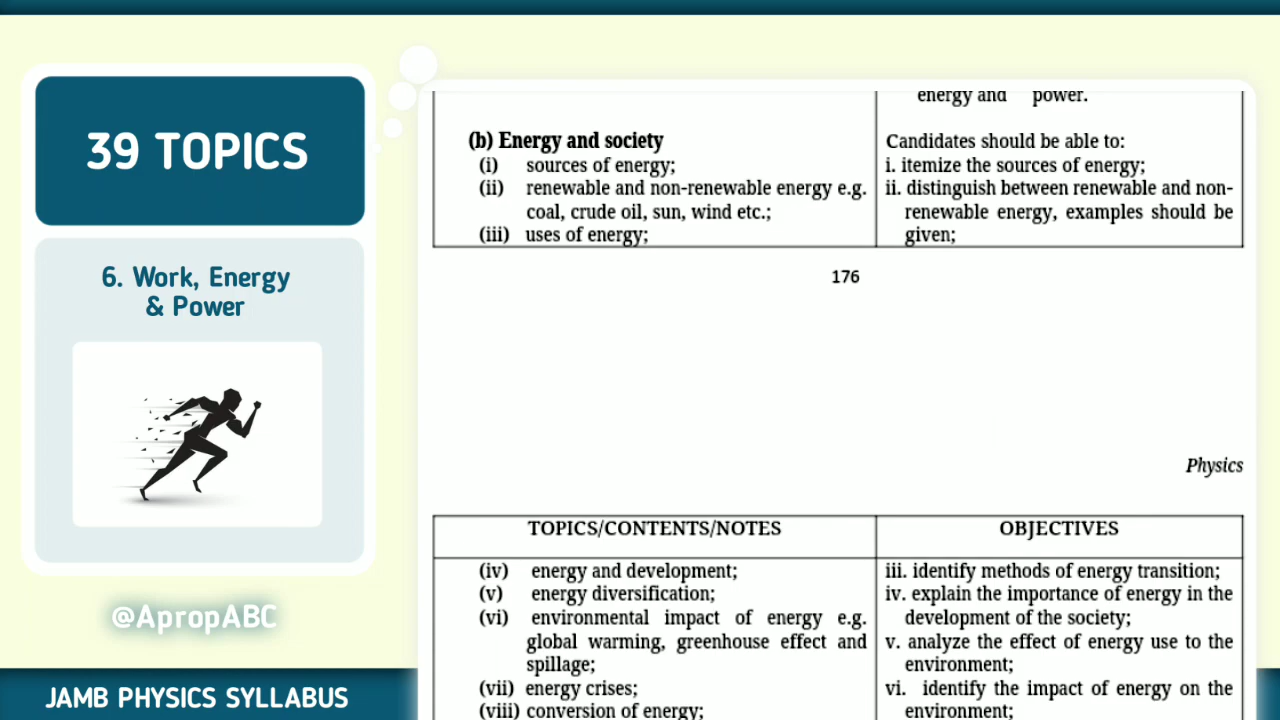 39 TOPICS
6. Work, Energy
& Power
@ApropABC
JAMB PHYSICS SYLLABUS
energy and power.
(b) Energy and society
(i) sources of energy;
(ii) renewable and non-renewable energy e.g.
coal, crude oil, sun, wind etc.;
(iii) uses of energy;
Candidates should be able to:
i. itemize the sources of energy;
ii. distinguish between renewable and non-
renewable energy, examples should be
given;
176
Physics
TOPICS/CONTENTS/NOTES
OBJECTIVES
(iv) energy and development;
(v) energy diversification;
(vi) environmental impact of energy e.g.
global warming, greenhouse effect and
spillage;
(vii) energy crises;
(viii) conversion of energy;
iii. identify methods of energy transition;
iv. explain the importance of energy in the
development of the society;
v. analyze the effect of energy use to the
environment;
vi. identify the impact of energy on the
environment;